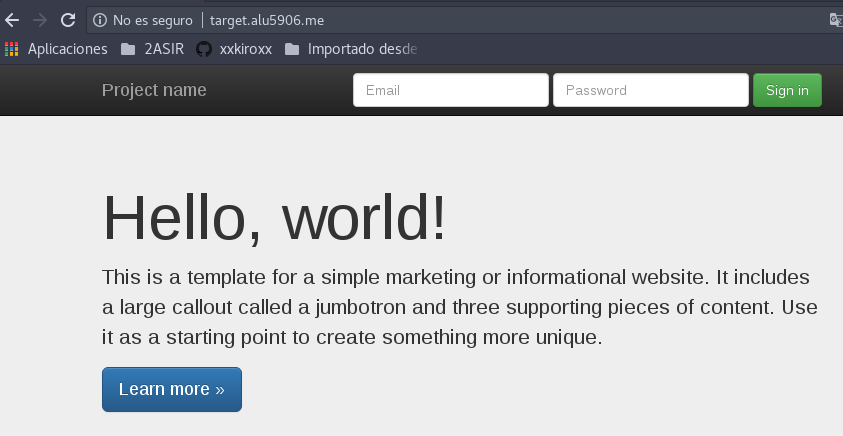 No es seguro | target.alu5906.me
Aplicaciones 2ASIR xxkiroxx Importado desde
Project name Email Password Sign in
Hello, world!
This is a template for a simple marketing or informational website. It includes
a large callout called a jumbotron and three supporting pieces of content. Use
it as a starting point to create something more unique.
Learn more »